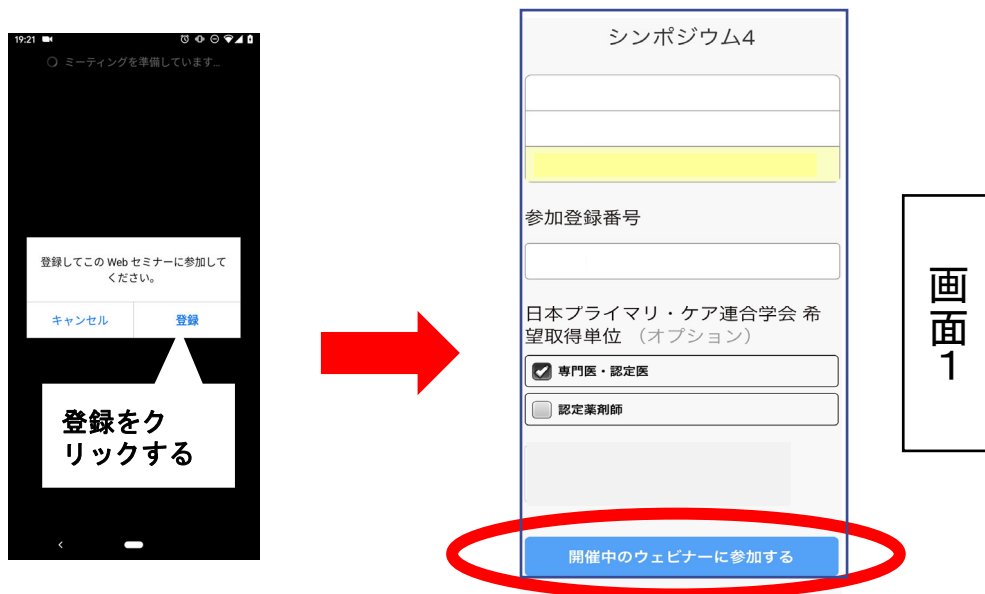 19:21
ミーティングを準備しています...
登録してこの Web セミナーに参加して
ください。
キャンセル
登録
登録をク
リックする
シンポジウム4
参加登録番号
日本プライマリ・ケア連合学会 希
望取得単位 （オプション）
専門医・認定医
認定薬剤師
開催中のウェビナーに参加する
画面1